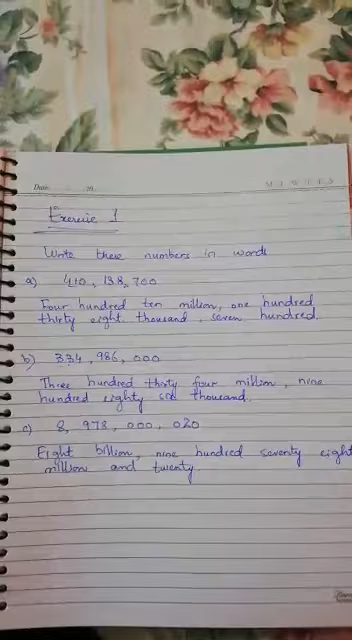 Date
M T W T F S
Exercise 1
Write these numbers in words
a) 410, 138, 700
Four hundred ten million, one hundred
thirty eight thousand, seven hundred.
b) 334, 986, 000
Three hundred thirty four million, nine
hundred eighty six thousand.
c) 8, 978, 000, 020
Eight billion, nine hundred seventy eight
million and twenty.